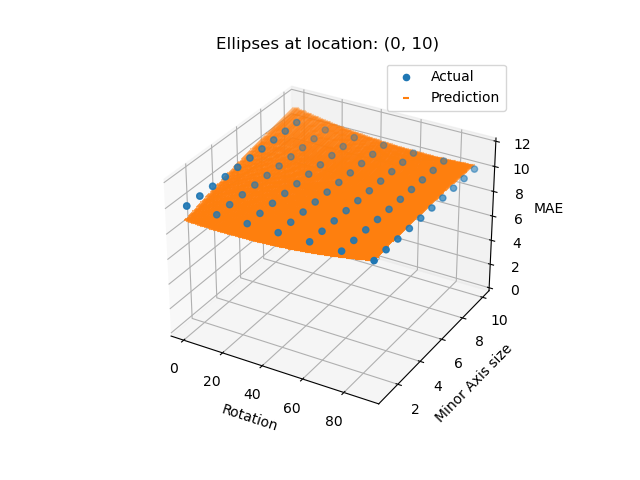 Ellipses at location: (0, 10)
Actual
Prediction
12
10
8
6
4
2
0
MAE
10
8
6
4
2
Minor Axis size
0
20
40
60
80
Rotation